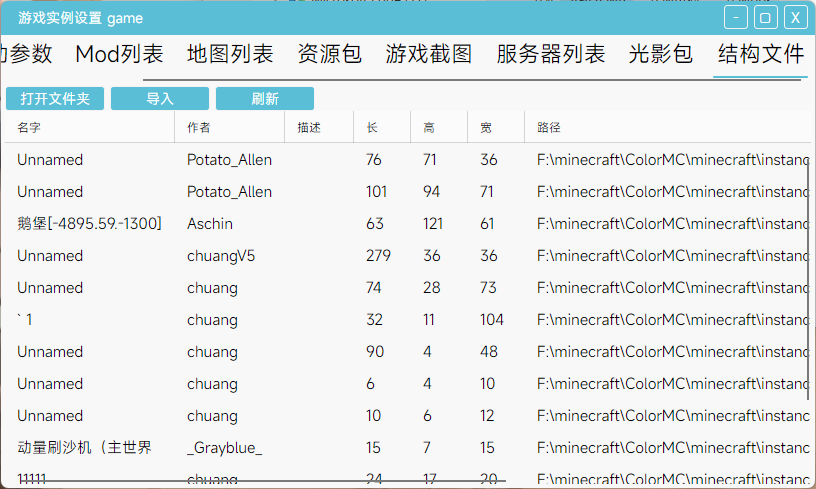 游戏实例设置 game
动参数 Mod列表 地图列表 资源包 游戏截图 服务器列表 光影包 结构文件
打开文件夹 导入 刷新
名字 作者 描述 长 高 宽 路径
Unnamed Potato_Allen 76 71 36 F:\minecraft\ColorMC\minecraft\instanc
Unnamed Potato_Allen 101 94 71 F:\minecraft\ColorMC\minecraft\instanc
鹅堡[-4895.59.-1300] Aschin 63 121 61 F:\minecraft\ColorMC\minecraft\instanc
Unnamed chuangV5 279 36 36 F:\minecraft\ColorMC\minecraft\instanc
Unnamed chuang 74 28 73 F:\minecraft\ColorMC\minecraft\instanc
` 1 chuang 32 11 104 F:\minecraft\ColorMC\minecraft\instanc
Unnamed chuang 90 4 48 F:\minecraft\ColorMC\minecraft\instanc
Unnamed chuang 6 4 10 F:\minecraft\ColorMC\minecraft\instanc
Unnamed chuang 10 6 12 F:\minecraft\ColorMC\minecraft\instanc
动量刷沙机（主世界 _Grayblue_ 15 7 15 F:\minecraft\ColorMC\minecraft\instanc
11111 chuang 24 17 20 F:\minecraft\ColorMC\minecraft\instanc